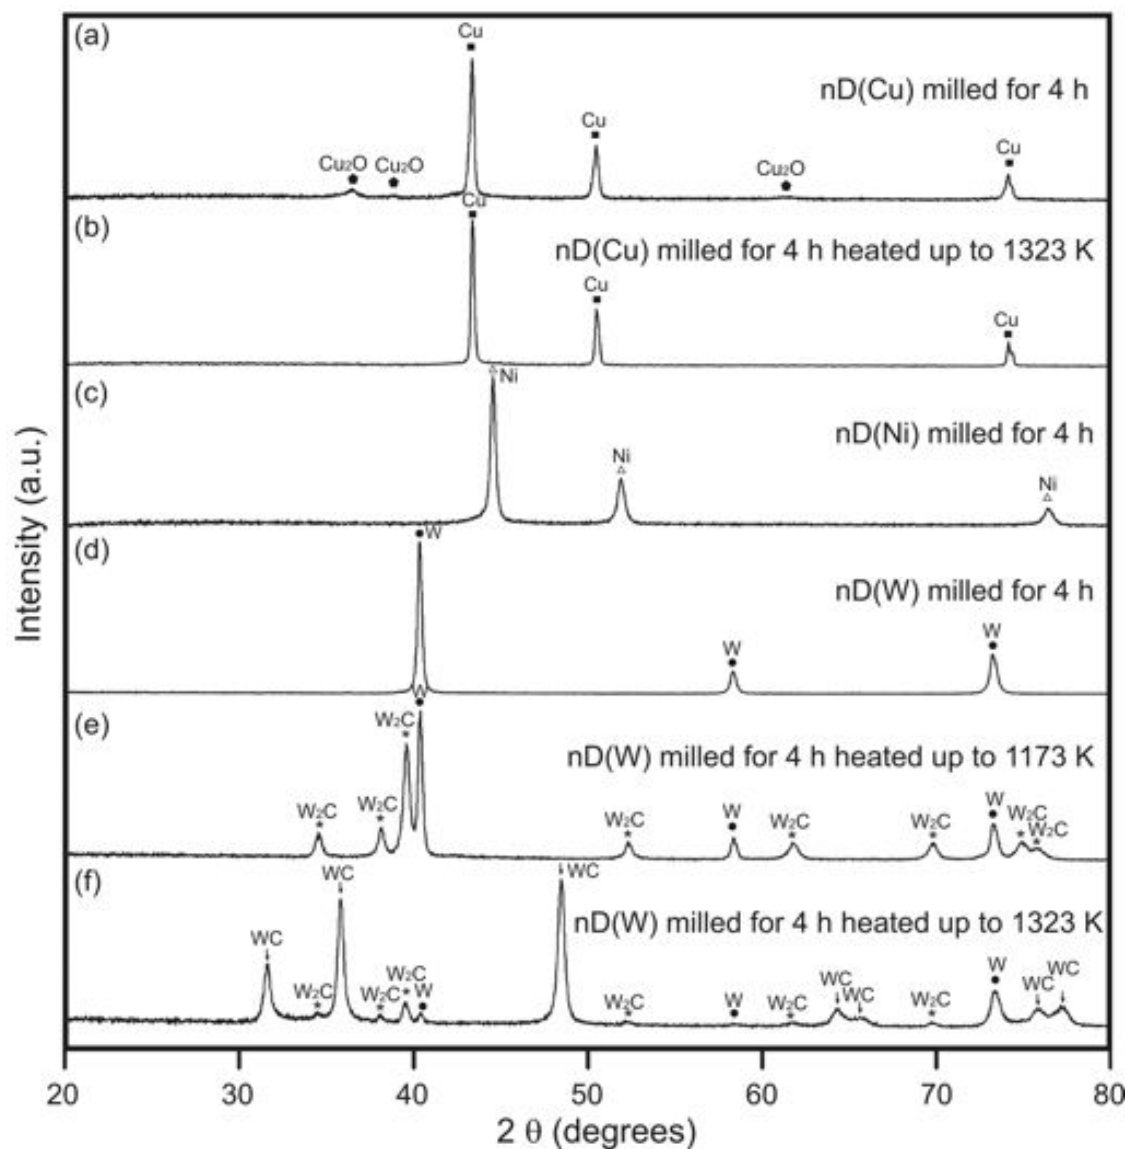 (a)
Cu
nD(Cu) milled for 4 h
Cu
Cu₂O
Cu₂O
Cu₂O
Cu
(b)
Cu
nD(Cu) milled for 4 h heated up to 1323 K
Cu
Cu
(c)
Ni
nD(Ni) milled for 4 h
Ni
Ni
(d)
W
nD(W) milled for 4 h
W
W
(e)
W
W₂C
nD(W) milled for 4 h heated up to 1173 K
W₂C
W₂C
W₂C
W
W₂C
W₂C
W
W₂C
W₂C
(f)
WC
WC
nD(W) milled for 4 h heated up to 1323 K
WC
W₂C
W₂C
W₂C
W
W₂C
W
W₂C
WC
WC
W₂C
W
WC
WC
Intensity (a.u.)
20 30 40 50 60 70 80
2 θ (degrees)